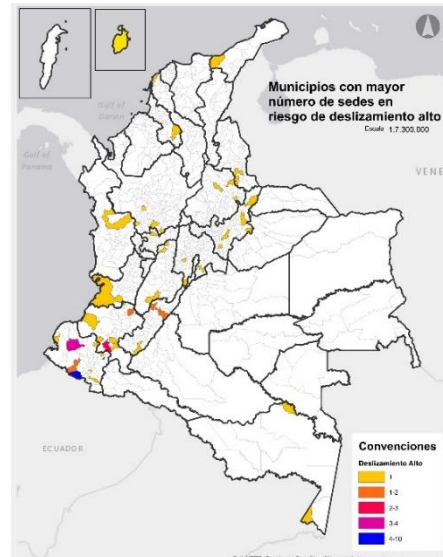 Municipios con mayor
número de sedes en
riesgo de deslizamiento alto
Escala 1:7.300.000
Gulf of
Darien
Gulf of
Panama
VENE
ECUADOR
Convenciones
Deslizamiento Alto
1
1-2
2-3
3-4
4-10